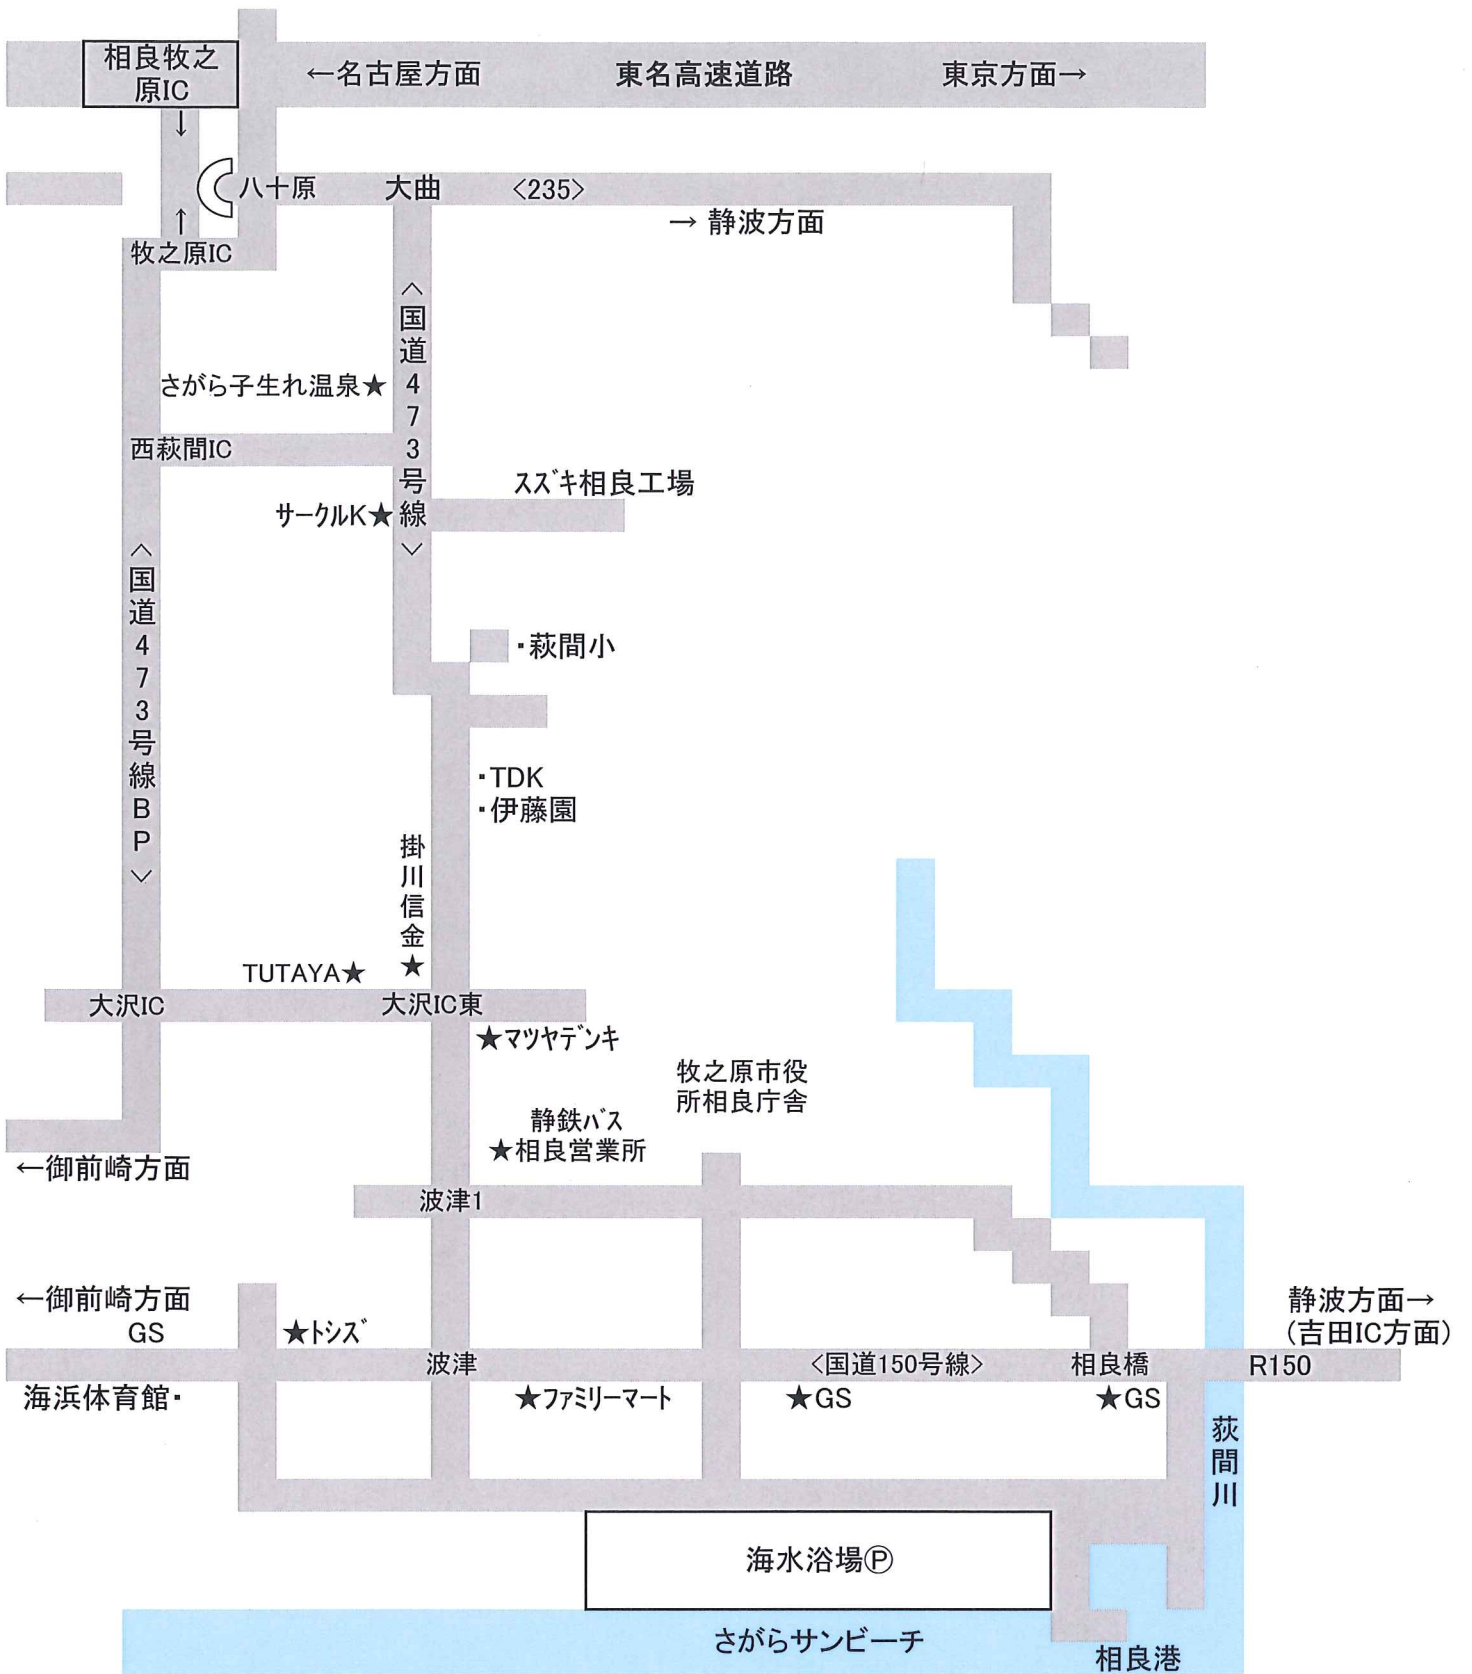 相良牧之
原IC
←名古屋方面
東名高速道路
東京方面→
↓
八十原
大曲
<235>
→ 静波方面
↑
牧之原IC
<国道473号線>
さがら子生れ温泉★
西萩間IC
スズキ相良工場
サークルK★
<国道473号線BP>
・萩間小
・TDK
・伊藤園
掛川信金★
TUTAYA★
大沢IC
大沢IC東
★マツヤデンキ
牧之原市役
所相良庁舎
静鉄バス
★相良営業所
←御前崎方面
波津1
←御前崎方面
GS
★トシズ
静波方面→
(吉田IC方面)
波津
<国道150号線>
相良橋
R150
海浜体育館・
★ファミリーマート
★GS
★GS
荻間川
海水浴場Ⓟ
さがらサンビーチ
相良港